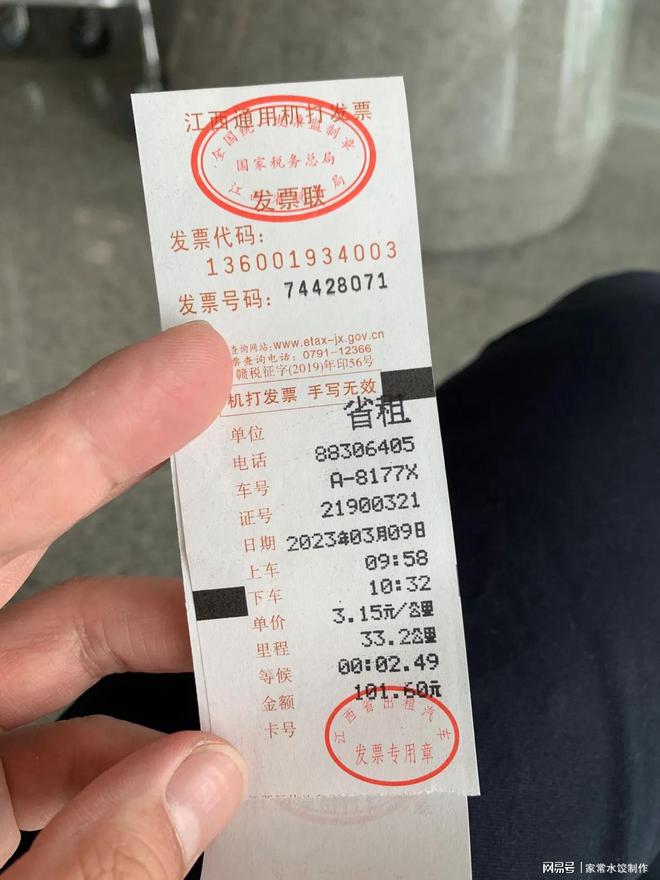 江西通用机打发票
国家税务总局
发票联
发票代码：
136001934003
发票号码：74428071
查询网站:www.etax-jx.gov.cn
票查询电话：0791-12366
赣税征字(2019)年印56号
机打发票 手写无效
单位 省租
电话 88306405
车号 A-8177X
证号 21900321
日期 2023年03月09日
上车 09:58
下车 10:32
单价 3.15元/公里
里程 33.2公里
等候 00:02.49
金额 101.60元
卡号
江西省出租汽车
发票专用章
网易号 | 家常水饺制作